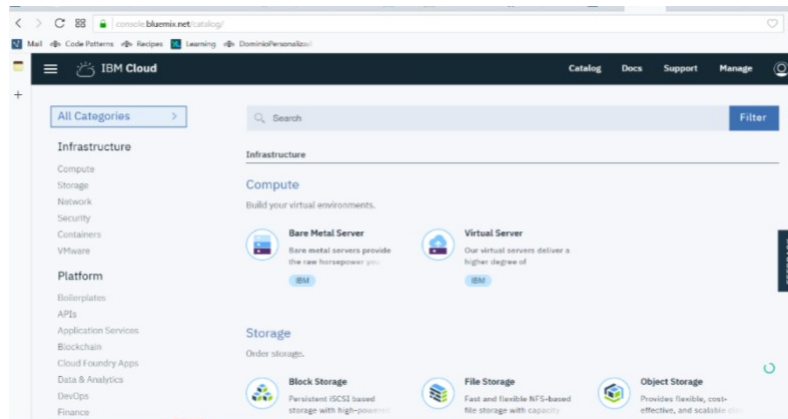 console.bluemix.net/catalog/
Mail Code Patterns Recipes Learning DominioPersonalizad
IBM Cloud
Catalog Docs Support Manage
All Categories >
Search
Filter
Infrastructure
Compute
Storage
Network
Security
Containers
VMware
Platform
Boilerplates
APIs
Application Services
Blockchain
Cloud Foundry Apps
Data & Analytics
DevOps
Finance
Infrastructure
Compute
Build your virtual environments.
Bare Metal Server
Bare metal servers provide
the raw horsepower you
IBM
Virtual Server
Our virtual servers deliver a
higher degree of
IBM
Storage
Order storage.
Block Storage
Persistent iSCSI based
storage with high-powered
File Storage
Fast and flexible NFS-based
file storage with capacity
Object Storage
Provides flexible, cost-
effective, and scalable